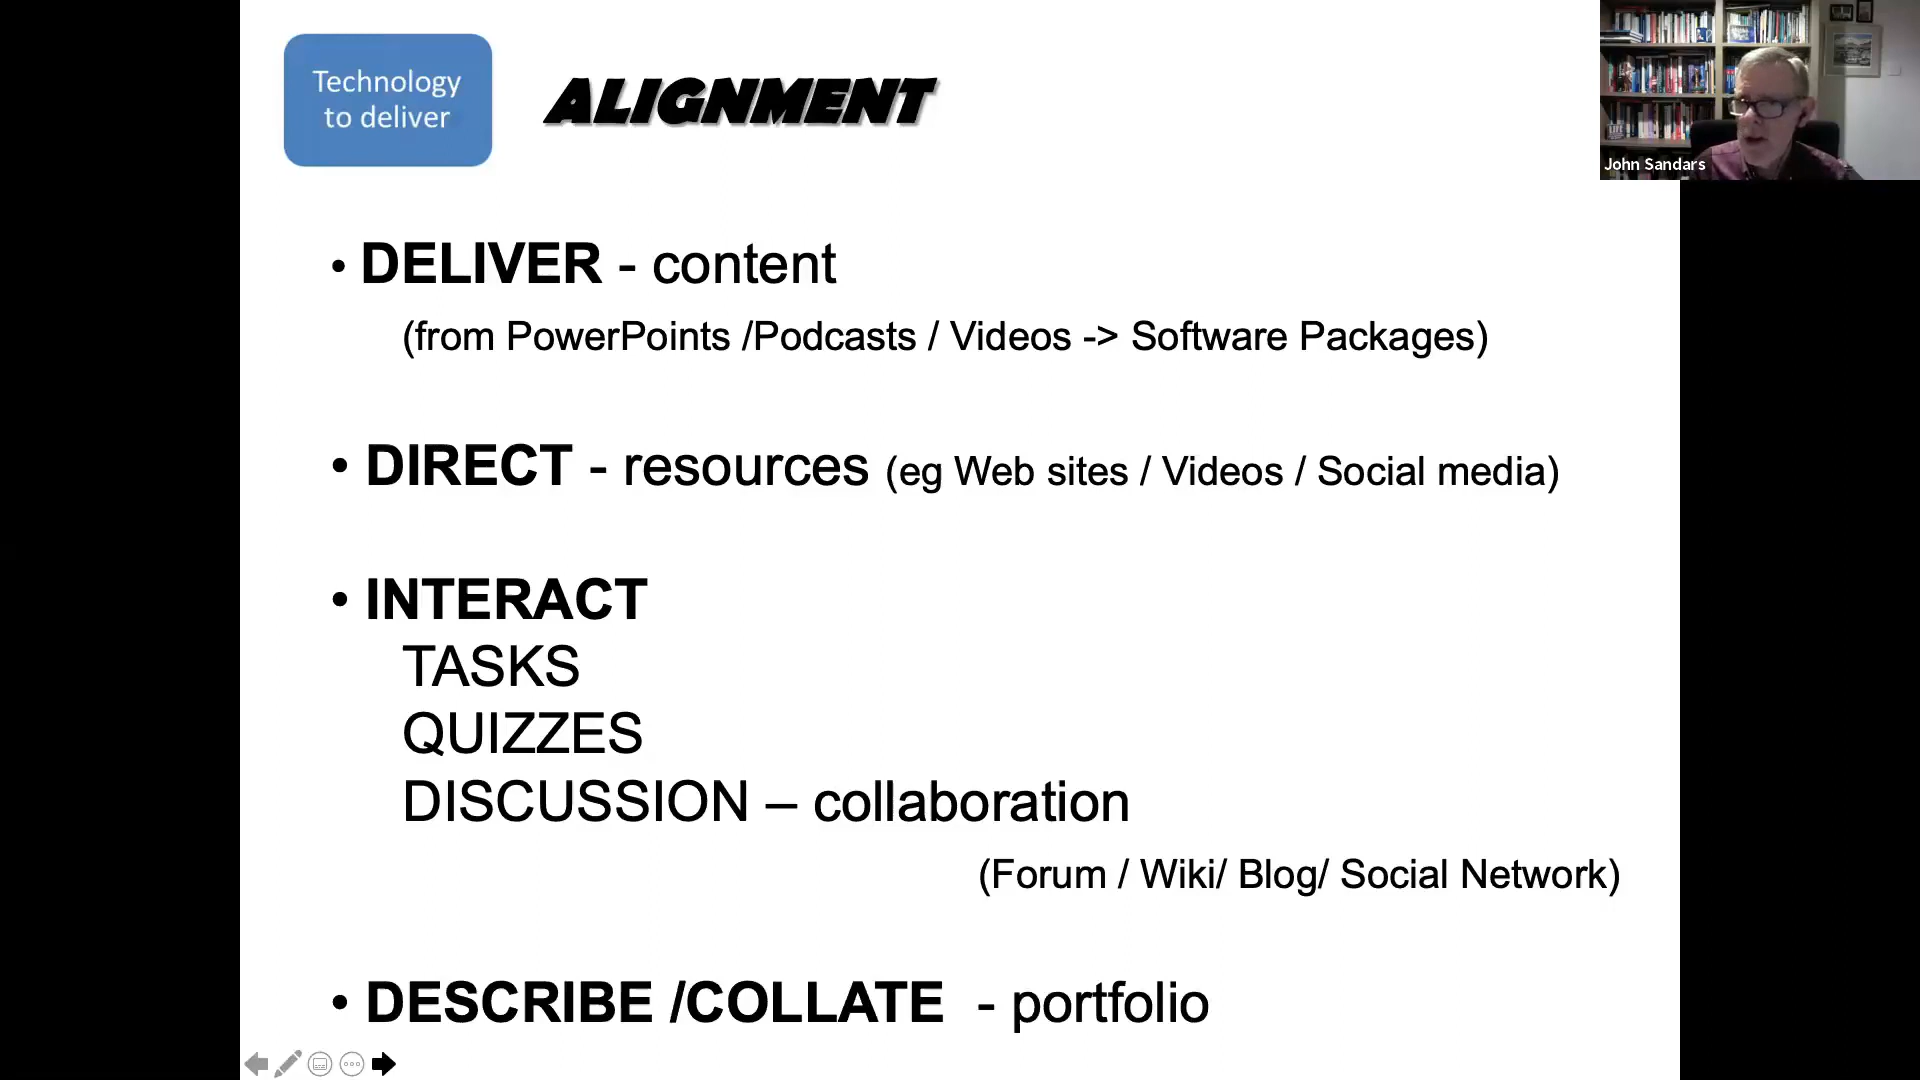 Technology
to deliver
ALIGNMENT
John Sandars
• DELIVER - content
(from PowerPoints /Podcasts / Videos -> Software Packages)
• DIRECT - resources (eg Web sites / Videos / Social media)
• INTERACT
TASKS
QUIZZES
DISCUSSION – collaboration
(Forum / Wiki/ Blog/ Social Network)
• DESCRIBE /COLLATE - portfolio